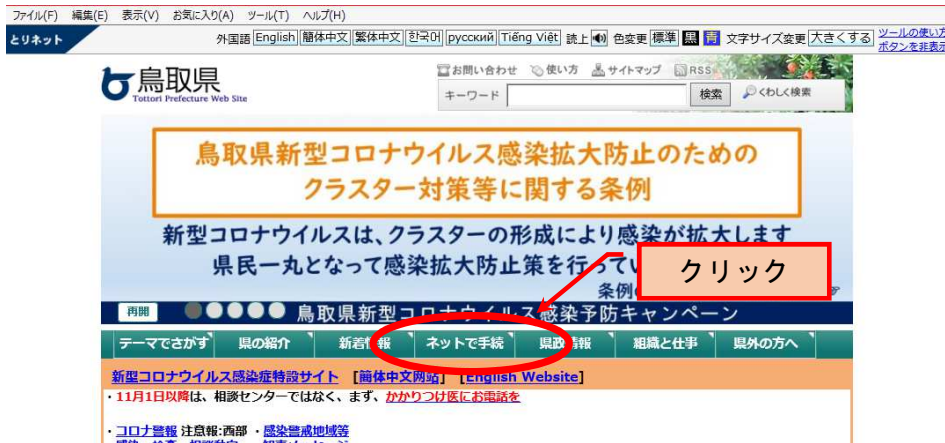 ファイル(F) 編集(E) 表示(V) お気に入り(A) ツール(T) ヘルプ(H)
とりネット 外国語 English 簡体中文 繁体中文 한국어 русский Tiếng Việt 読上 色変更 標準 黒 青 文字サイズ変更 大きくする ツールの使い方
ボタンを非表示
鳥取県
Tottori Prefecture Web Site
お問い合わせ 使い方 サイトマップ RSS
キーワード 検索 くわしく検索
鳥取県新型コロナウイルス感染拡大防止のための
クラスター対策等に関する条例
新型コロナウイルスは、クラスターの形成により感染が拡大します
県民一丸となって感染拡大防止策を行って
クリック
条例
再開 鳥取県新型コロナウイルス感染予防キャンペーン
テーマでさがす 県の紹介 新着情報 ネットで手続 県政情報 組織と仕事 県外の方へ
新型コロナウイルス感染症特設サイト [簡体中文网站] [English Website]
・11月1日以降は、相談センターではなく、まず、かかりつけ医にお電話を
・コロナ警報 注意報:西部 ・感染警戒地域等